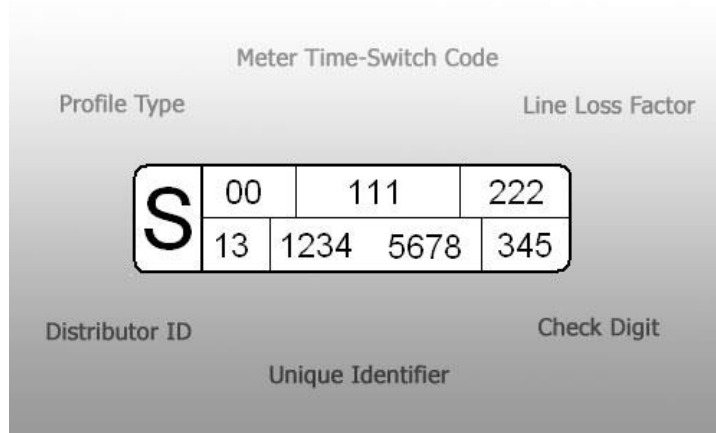 Meter Time-Switch Code
Profile Type Line Loss Factor
S 00 111 222
13 1234 5678 345
Distributor ID Check Digit
Unique Identifier